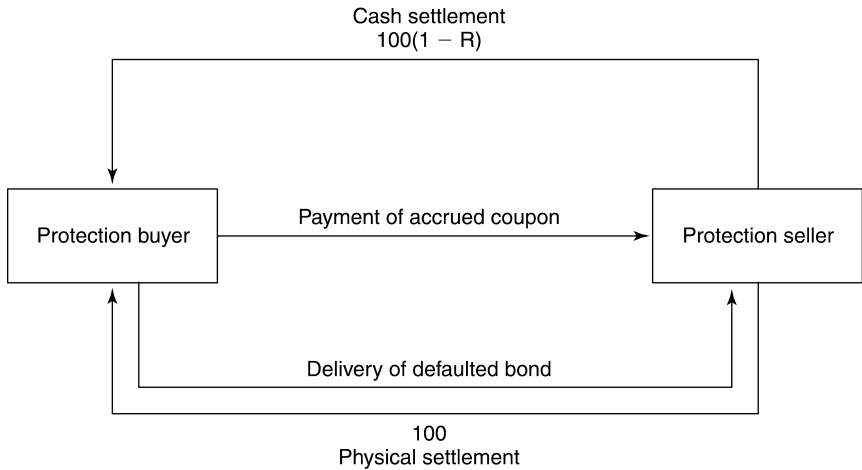 Cash settlement
100(1 − R)
Protection buyer
Payment of accrued coupon
Protection seller
Delivery of defaulted bond
100
Physical settlement